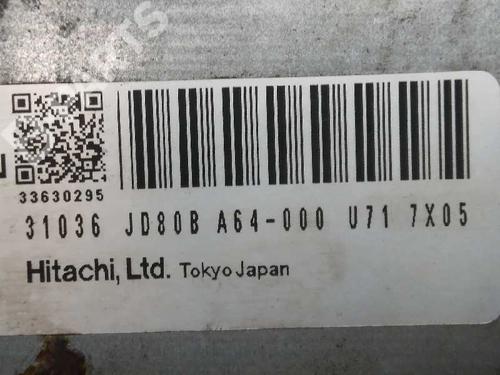 33630295
31036 JD80B A64-000 U71 7X05
Hitachi, Ltd. Tokyo Japan